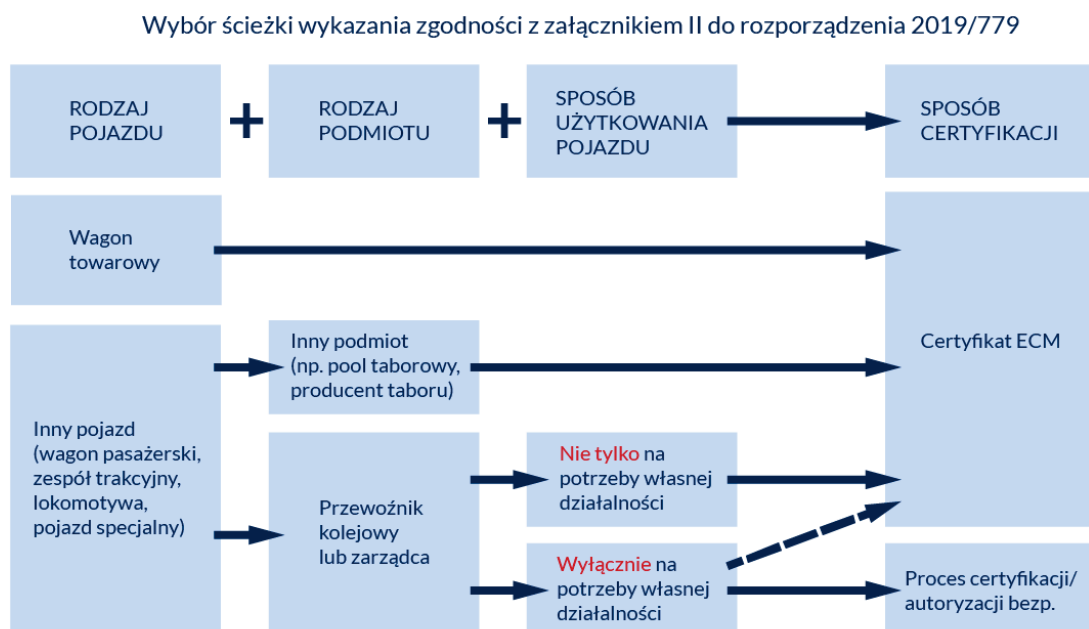 Wybór ścieżki wykazania zgodności z załącznikiem II do rozporządzenia 2019/779
RODZAJ
POJAZDU
+
RODZAJ
PODMIOTU
+
SPOSÓB
UŻYTKOWANIA
POJAZDU
SPOSÓB
CERTYFIKACJI
Wagon
towarowy
Inny pojazd
(wagon pasażerski,
zespół trakcyjny,
lokomotywa,
pojazd specjalny)
Inny podmiot
(np. pool taborowy,
producent taboru)
Przewoźnik
kolejowy
lub zarządca
Nie tylko na
potrzeby własnej
działalności
Wyłącznie na
potrzeby własnej
działalności
Certyfikat ECM
Proces certyfikacji/
autoryzacji bezp.